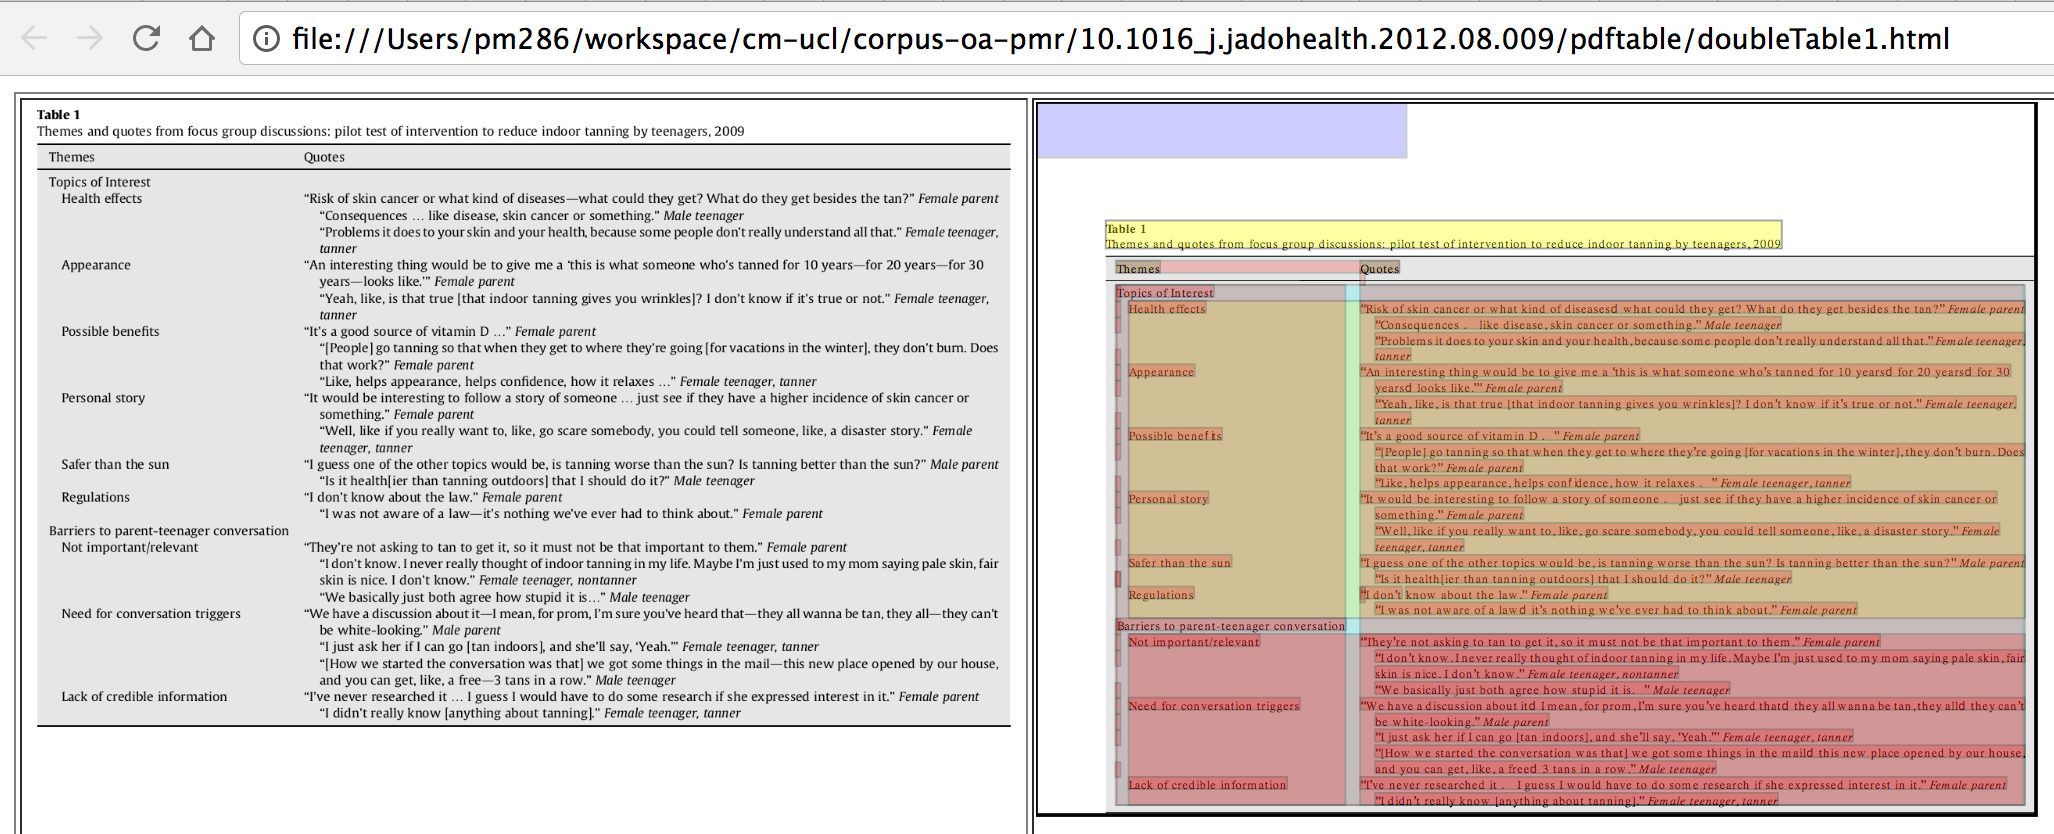 file:///Users/pm286/workspace/cm-ucl/corpus-oa-pmr/10.1016_j.jadohealth.2012.08.009/pdftable/doubleTable1.html
Table 1
Themes and quotes from focus group discussions: pilot test of intervention to reduce indoor tanning by teenagers, 2009
Themes Quotes
Topics of Interest
Health effects “Risk of skin cancer or what kind of diseases—what could they get? What do they get besides the tan?” Female parent
“Consequences … like disease, skin cancer or something.” Male teenager
“Problems it does to your skin and your health, because some people don't really understand all that.” Female teenager,
tanner
Appearance “An interesting thing would be to give me a ‘this is what someone who's tanned for 10 years—for 20 years—for 30
years—looks like.’” Female parent
“Yeah, like, is that true [that indoor tanning gives you wrinkles]? I don't know if it's true or not.” Female teenager,
tanner
Possible benefits “It's a good source of vitamin D …” Female parent
“[People] go tanning so that when they get to where they're going [for vacations in the winter], they don't burn. Does
that work?” Female parent
“Like, helps appearance, helps confidence, how it relaxes …” Female teenager, tanner
Personal story “It would be interesting to follow a story of someone … just see if they have a higher incidence of skin cancer or
something.” Female parent
“Well, like if you really want to, like, go scare somebody, you could tell someone, like, a disaster story.” Female
teenager, tanner
Safer than the sun “I guess one of the other topics would be, is tanning worse than the sun? Is tanning better than the sun?” Male parent
“Is it health[ier than tanning outdoors] that I should do it?” Male teenager
Regulations “I don't know about the law.” Female parent
“I was not aware of a law—it's nothing we've ever had to think about.” Female parent
Barriers to parent-teenager conversation
Not important/relevant “They're not asking to tan to get it, so it must not be that important to them.” Female parent
“I don't know. I never really thought of indoor tanning in my life. Maybe I'm just used to my mom saying pale skin, fair
skin is nice. I don't know.” Female teenager, nontanner
“We basically just both agree how stupid it is…” Male teenager
Need for conversation triggers “We have a discussion about it—I mean, for prom, I'm sure you've heard that—they all wanna be tan, they all—they can't
be white-looking.” Male parent
“I just ask her if I can go [tan indoors], and she'll say, ‘Yeah.’” Female teenager, tanner
“[How we started the conversation was that] we got some things in the mail—this new place opened by our house,
and you can get, like, a free—3 tans in a row.” Male teenager
Lack of credible information “I've never researched it … I guess I would have to do some research if she expressed interest in it.” Female parent
“I didn't really know [anything about tanning].” Female teenager, tanner
Table 1
Themes and quotes from focus group discussions: pilot test of intervention to reduce indoor tanning by teenagers, 2009
Themes Quotes
Topics of Interest
Health effects “Risk of skin cancer or what kind of diseasesd what could they get? What do they get besides the tan?” Female parent
“Consequences . like disease, skin cancer or something.” Male teenager
“Problems it does to your skin and your health, because some people don't really understand all that.” Female teenager,
tanner
Appearance “An interesting thing would be to give me a ‘this is what someone who's tanned for 10 yearsd for 20 yearsd for 30
yearsd looks like.’” Female parent
“Yeah, like, is that true [that indoor tanning gives you wrinkles]? I don't know if it's true or not.” Female teenager,
tanner
Possible benefits “It's a good source of vitamin D . ” Female parent
“[People] go tanning so that when they get to where they're going [for vacations in the winter], they don't burn. Does
that work?” Female parent
“Like, helps appearance, helps confidence, how it relaxes . ” Female teenager, tanner
Personal story “It would be interesting to follow a story of someone . just see if they have a higher incidence of skin cancer or
something.” Female parent
“Well, like if you really want to, like, go scare somebody, you could tell someone, like, a disaster story.” Female
teenager, tanner
Safer than the sun “I guess one of the other topics would be, is tanning worse than the sun? Is tanning better than the sun?” Male parent
“Is it health[ier than tanning outdoors] that I should do it?” Male teenager
Regulations “I don't know about the law.” Female parent
“I was not aware of a lawd it's nothing we've ever had to think about.” Female parent
Barriers to parent-teenager conversation
Not important/relevant “They're not asking to tan to get it, so it must not be that important to them.” Female parent
“I don't know. I never really thought of indoor tanning in my life. Maybe I'm just used to my mom saying pale skin, fair
skin is nice. I don't know.” Female teenager, nontanner
“We basically just both agree how stupid it is. ” Male teenager
Need for conversation triggers “We have a discussion about itd I mean, for prom, I'm sure you've heard thatd they all wanna be tan, they alld they can't
be white-looking.” Male parent
“I just ask her if I can go [tan indoors], and she'll say, ‘Yeah.’” Female teenager, tanner
“[How we started the conversation was that] we got some things in the maild this new place opened by our house,
and you can get, like, a freed 3 tans in a row.” Male teenager
Lack of credible information “I've never researched it . I guess I would have to do some research if she expressed interest in it.” Female parent
“I didn't really know [anything about tanning].” Female teenager, tanner